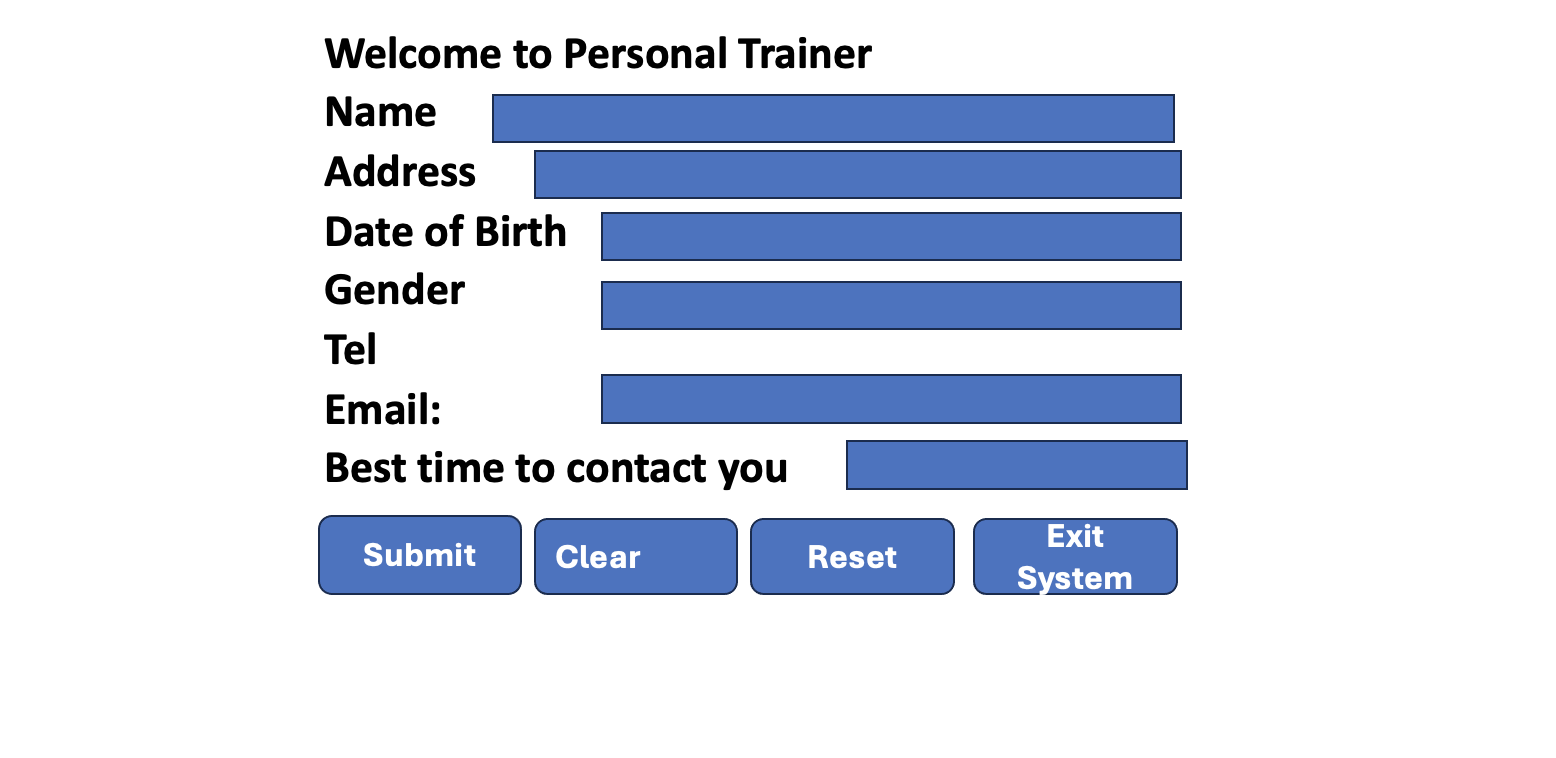 Welcome to Personal Trainer
Name
Address
Date of Birth
Gender
Tel
Email:
Best time to contact you
Submit
Clear
Reset
Exit
System